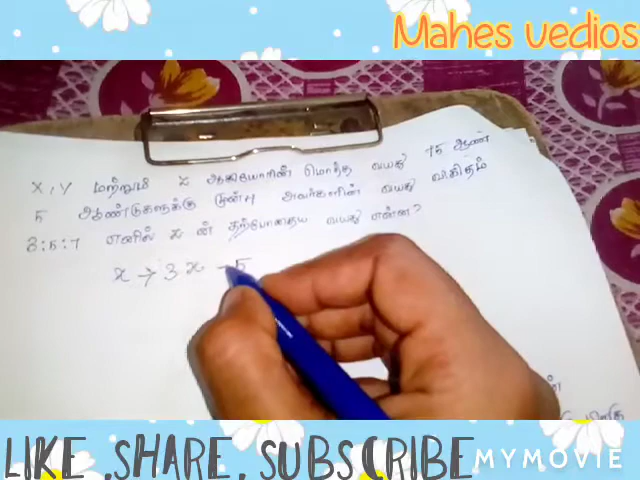 Mahes vedios
X, Y மற்றும் Z ஆகியோரின் மொத்த வயது 75 ஆண்
5 ஆண்டுகளுக்கு முன்பு அவர்களின் வயது விகிதம்
3:5:7 எனில் x ன் தற்போதைய வயது என்ன?
x → 3x - 5
LIKE .SHARE. SUBSCRIBE
MYMOVIE